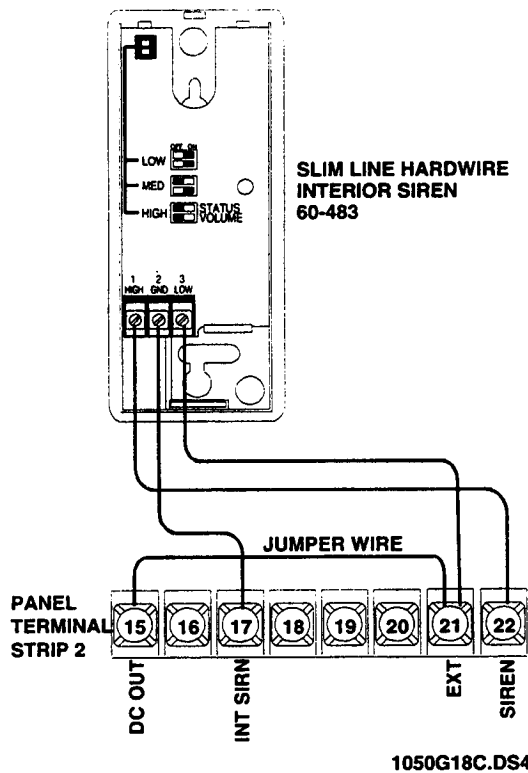 OFF ON
LOW
MED
HIGH
STATUS
VOLUME
SLIM LINE HARDWIRE
INTERIOR SIREN
60-483
1 2 3
HIGH GND LOW
JUMPER WIRE
PANEL
TERMINAL
STRIP 2
15 16 17 18 19 20 21 22
DC OUT
INT SIRN
EXT
SIREN
1050G18C.DS4